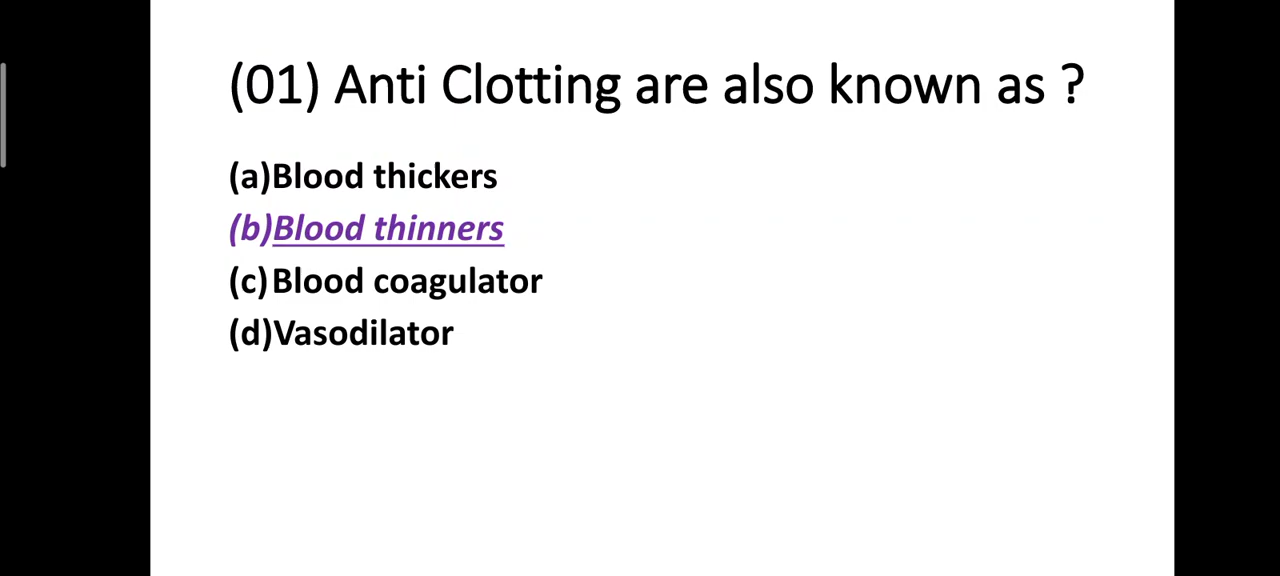 (01) Anti Clotting are also known as ?
(a)Blood thickers
(b)Blood thinners
(c)Blood coagulator
(d)Vasodilator